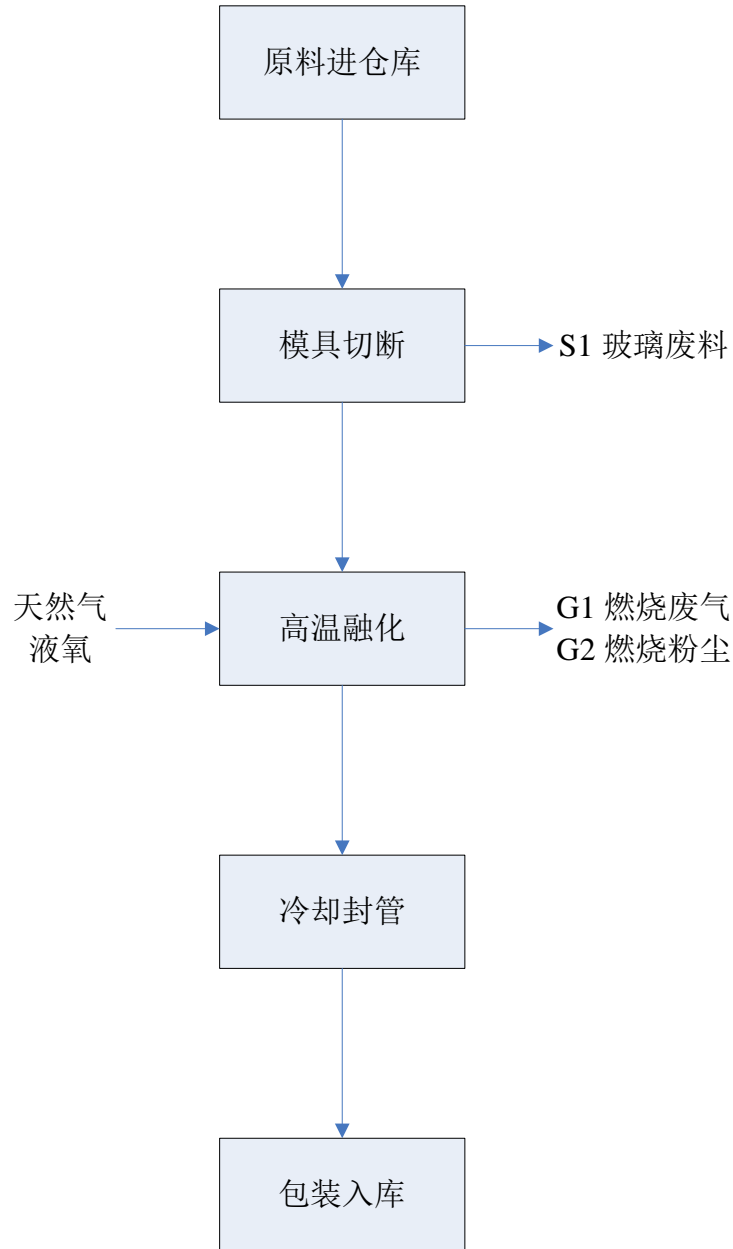 原料进仓库
模具切断
S1 玻璃废料
天然气
液氧
高温融化
G1 燃烧废气
G2 燃烧粉尘
冷却封管
包装入库